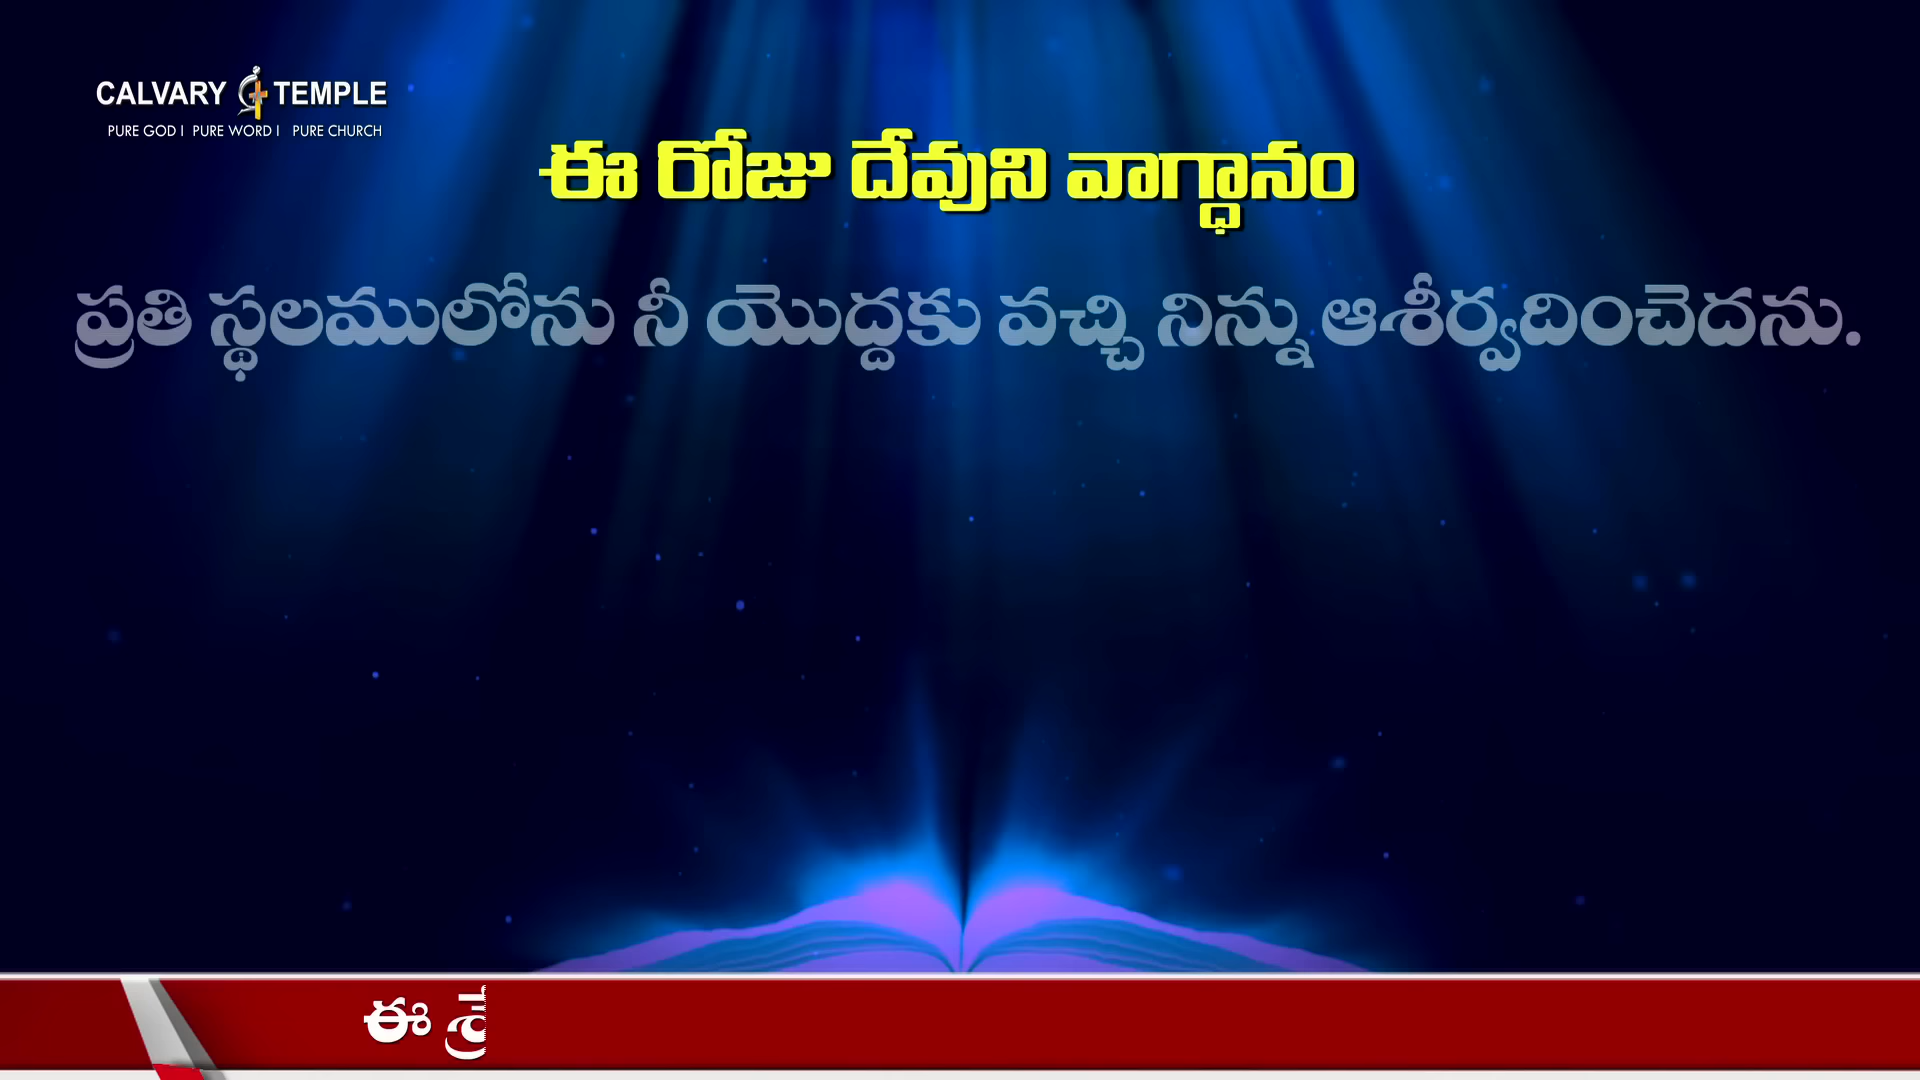 CALVARY TEMPLE
PURE GOD I PURE WORD I PURE CHURCH
ఈ రోజు దేవుని వాగ్ధానం
ప్రతి స్థలములోను నీ యొద్దకు వచ్చి నిన్ను ఆశీర్వదించెదను.
ఈ